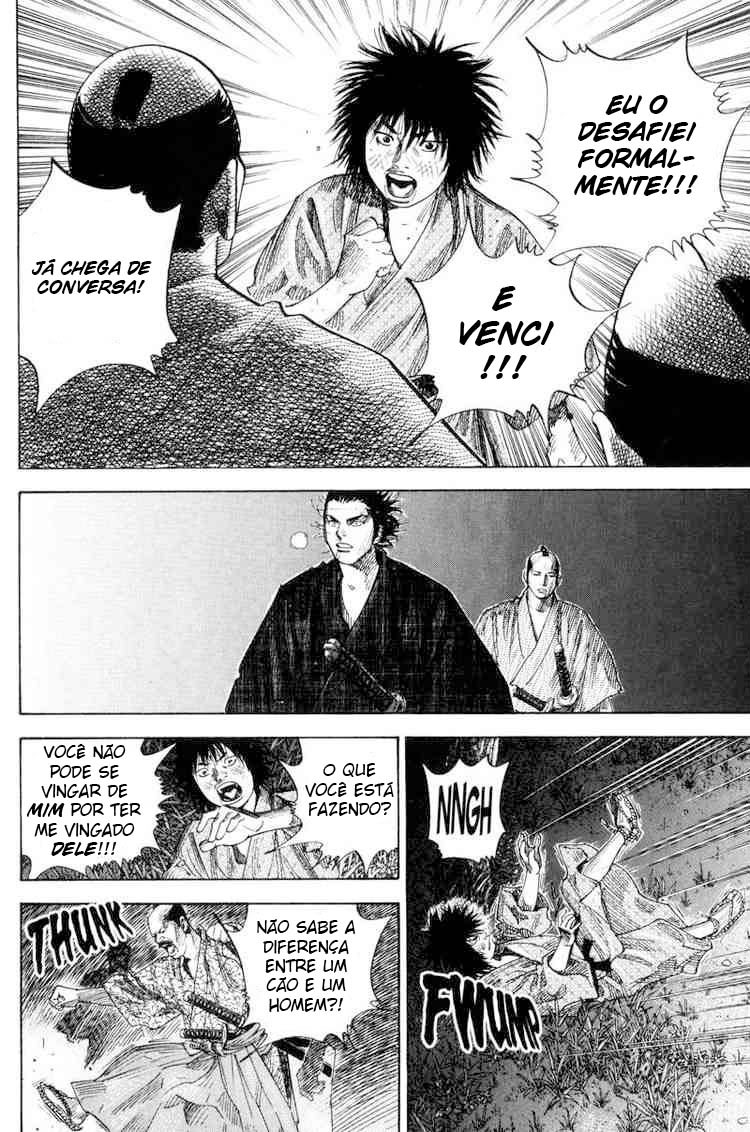 EU O
DESAFIEI
FORMAL-
MENTE!!!
E
VENCI
!!!
JÁ CHEGA DE
CONVERSA!
O QUE
VOCÊ ESTÁ
FAZENDO?
VOCÊ NÃO
PODE SE
VINGAR DE
MIM POR TER
ME VINGADO
DELE!!!
NNGH
FWUMP
NÃO SABE A
DIFERENÇA
ENTRE UM
CÃO E UM
HOMEM?!
THUNK